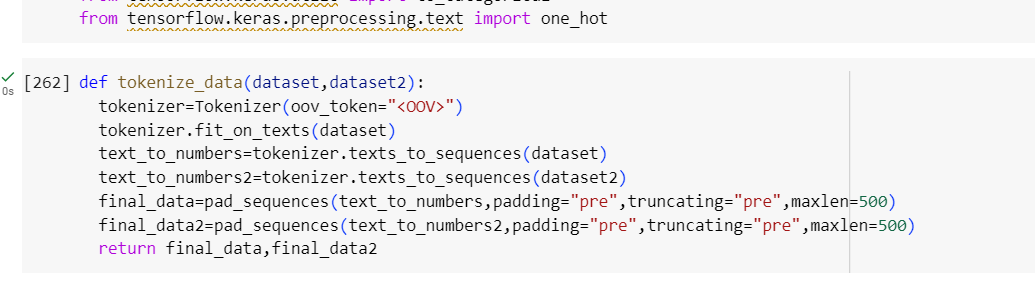 from tensorflow.keras.preprocessing.text import one_hot
[262] def tokenize_data(dataset,dataset2):
0s
tokenizer=Tokenizer(oov_token="<OOV>")
tokenizer.fit_on_texts(dataset)
text_to_numbers=tokenizer.texts_to_sequences(dataset)
text_to_numbers2=tokenizer.texts_to_sequences(dataset2)
final_data=pad_sequences(text_to_numbers,padding="pre",truncating="pre",maxlen=500)
final_data2=pad_sequences(text_to_numbers2,padding="pre",truncating="pre",maxlen=500)
return final_data,final_data2